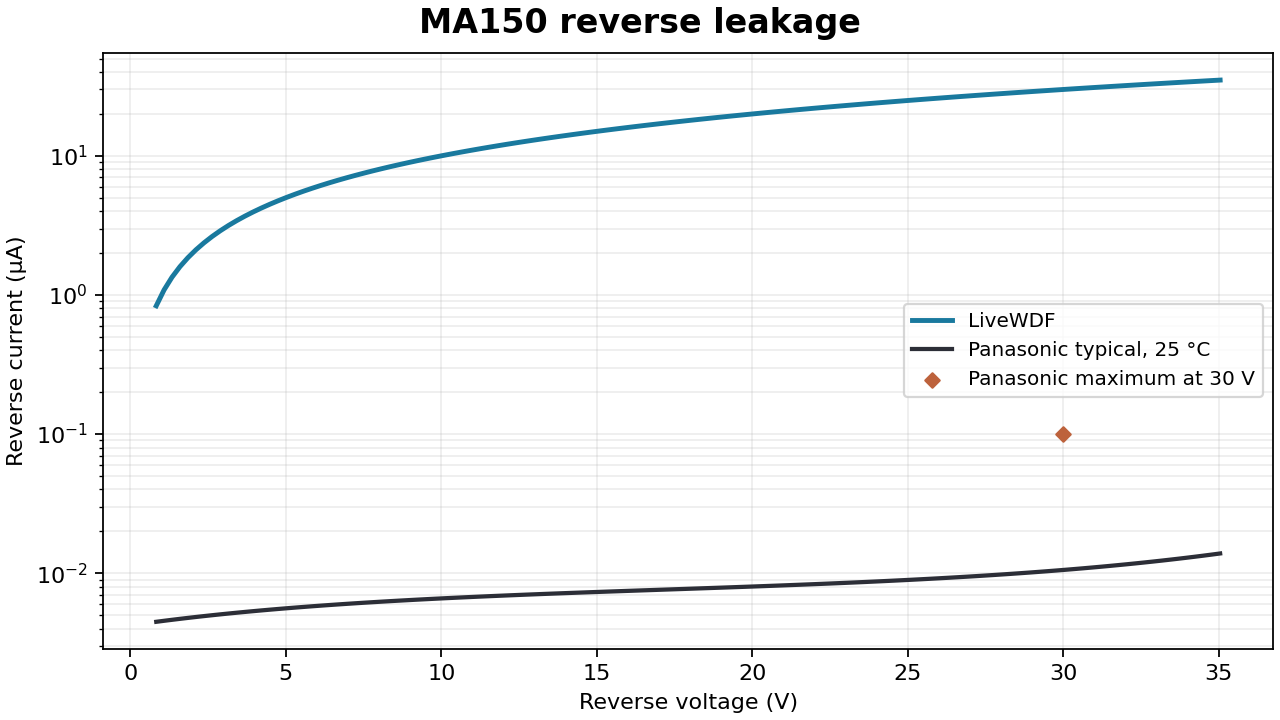 MA150 reverse leakage
Reverse current (µA)
10¹
10⁰
10⁻¹
10⁻²
LiveWDF
Panasonic typical, 25 °C
Panasonic maximum at 30 V
0 5 10 15 20 25 30 35
Reverse voltage (V)